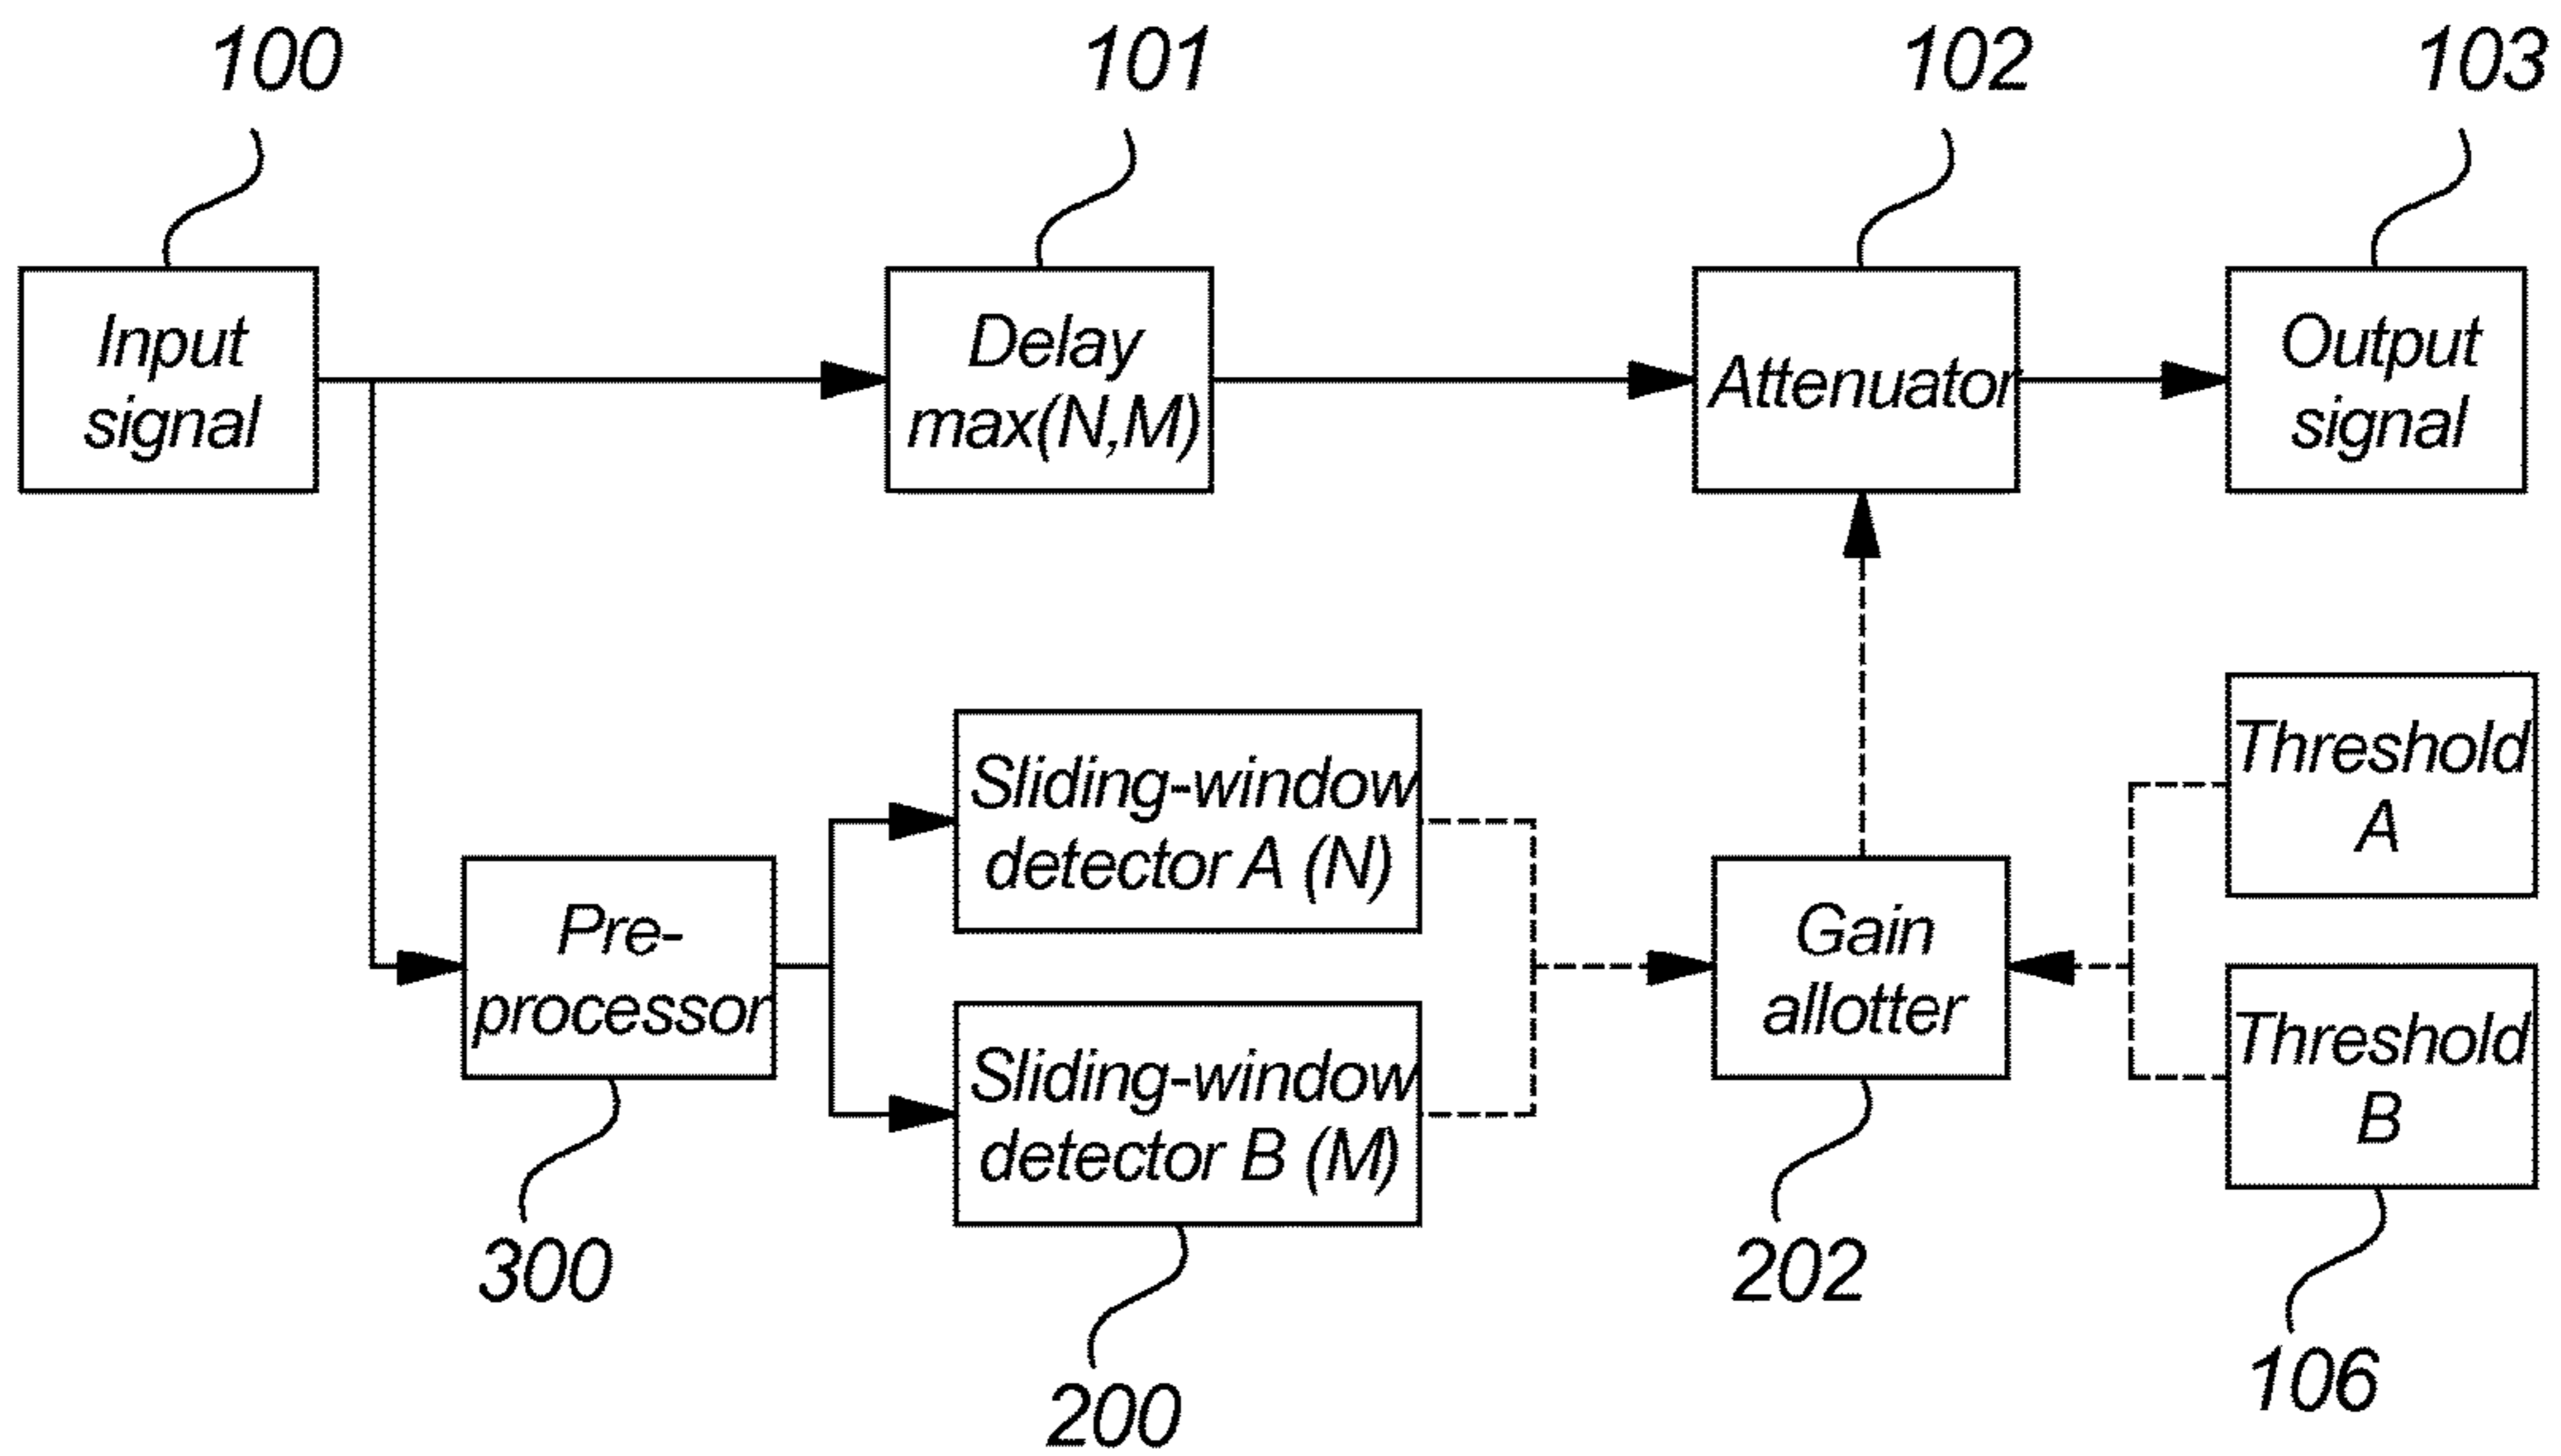 100
101
102
103
Input
signal
Delay
max(N,M)
Attenuator
Output
signal
Sliding-window
detector A (N)
Threshold
A
Pre-
processor
Gain
allotter
Sliding-window
detector B (M)
Threshold
B
300
200
202
106